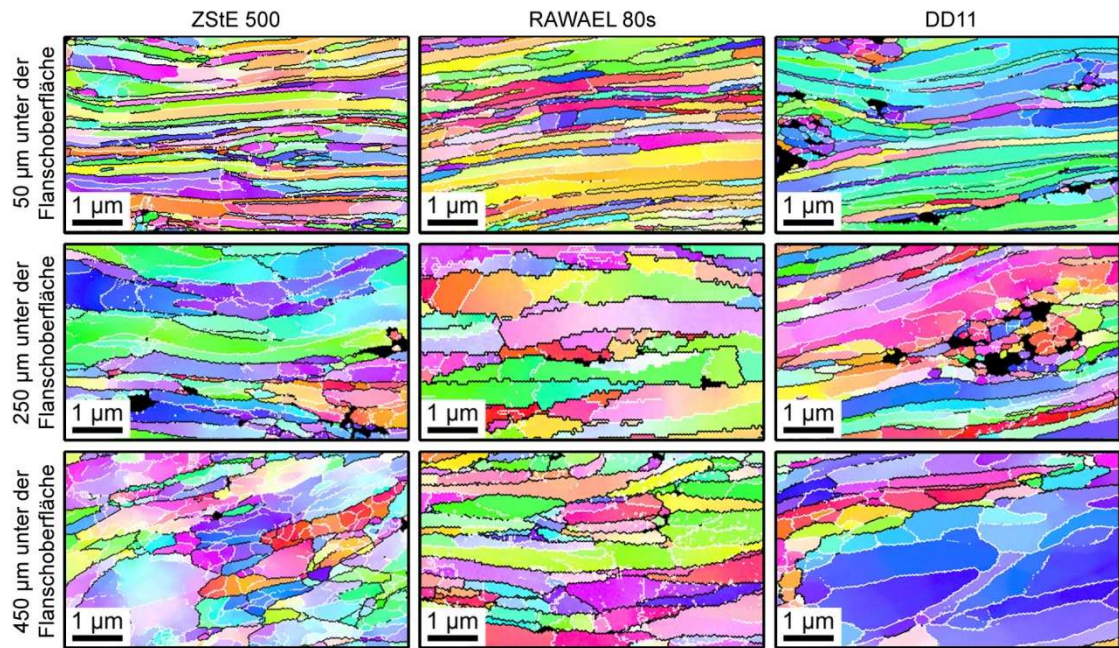 ZStE 500
RAWAEL 80s
DD11
50 µm unter der
Flanschoberfläche
1 µm
1 µm
1 µm
250 µm unter der
Flanschoberfläche
1 µm
1 µm
1 µm
450 µm unter der
Flanschoberfläche
1 µm
1 µm
1 µm